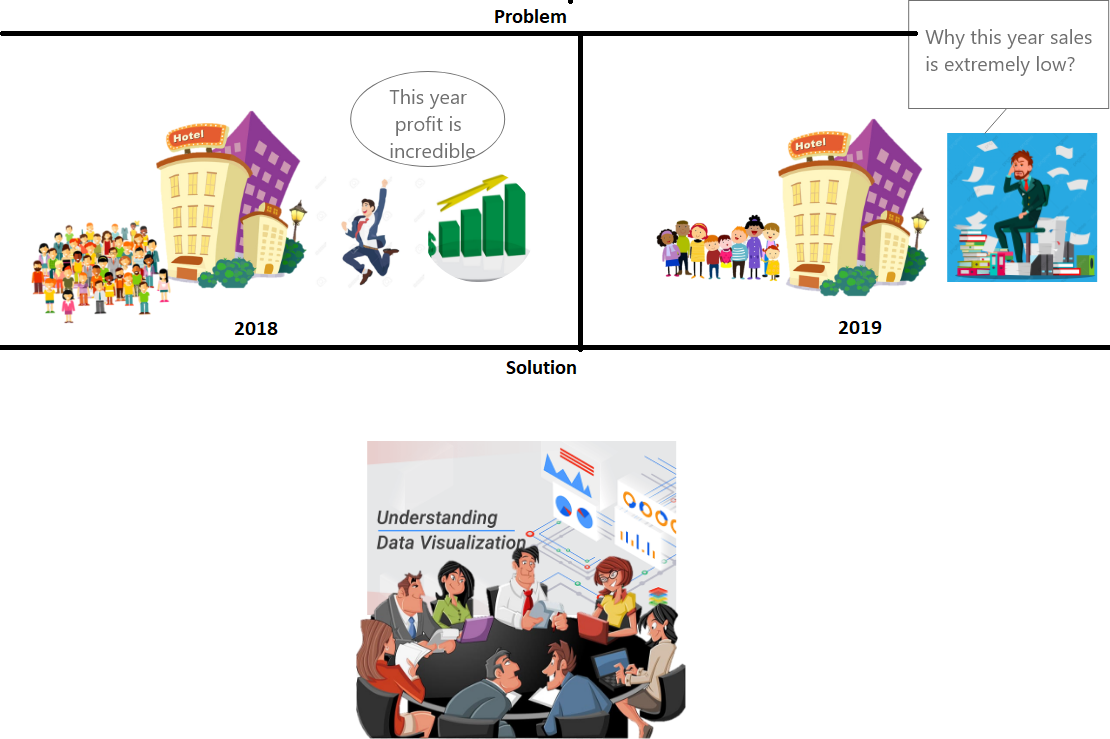 Problem
This year
profit is
incredible
Hotel
2018
Why this year sales
is extremely low?
Hotel
2019
Solution
Understanding
Data Visualization